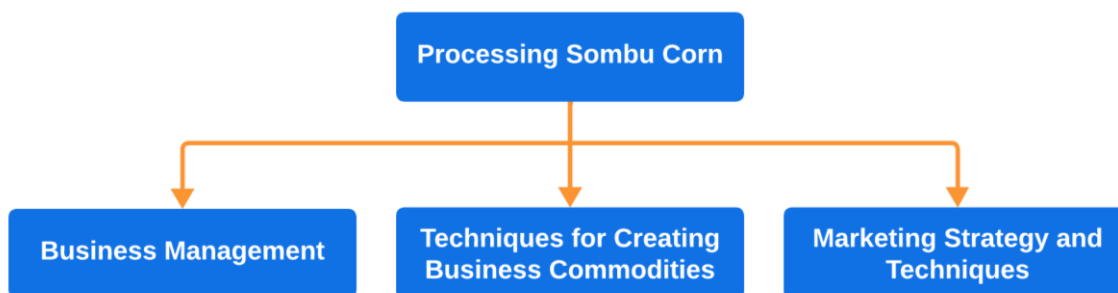 Processing Sombu Corn
Business Management
Techniques for Creating
Business Commodities
Marketing Strategy and
Techniques